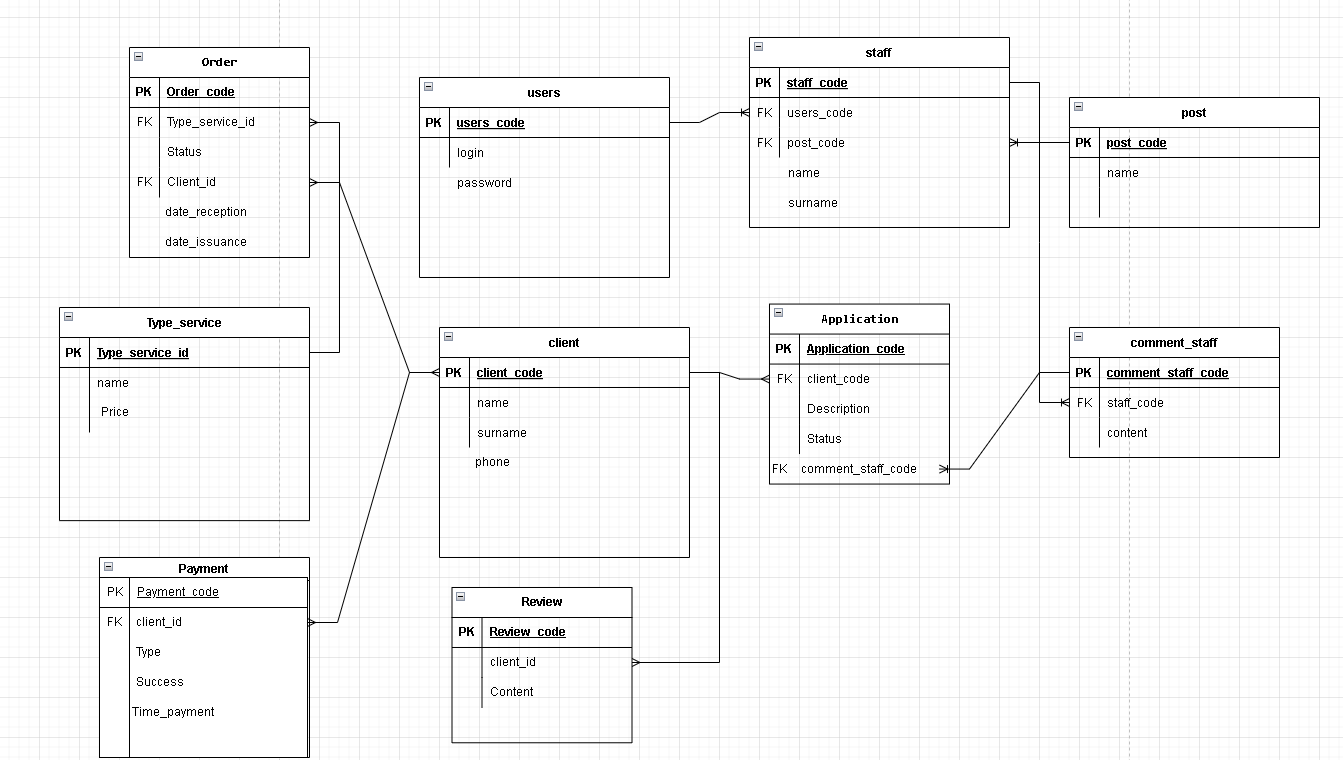 Order
PK Order_code
FK Type_service_id
Status
FK Client_id
date_reception
date_issuance
users
PK users_code
login
password
staff
PK staff_code
FK users_code
FK post_code
name
surname
post
PK post_code
name
Type_service
PK Type_service_id
name
Price
client
PK client_code
name
surname
phone
Application
PK Application_code
FK client_code
Description
Status
FK comment_staff_code
comment_staff
PK comment_staff_code
FK staff_code
content
Payment
PK Payment_code
FK client_id
Type
Success
Time_payment
Review
PK Review_code
client_id
Content